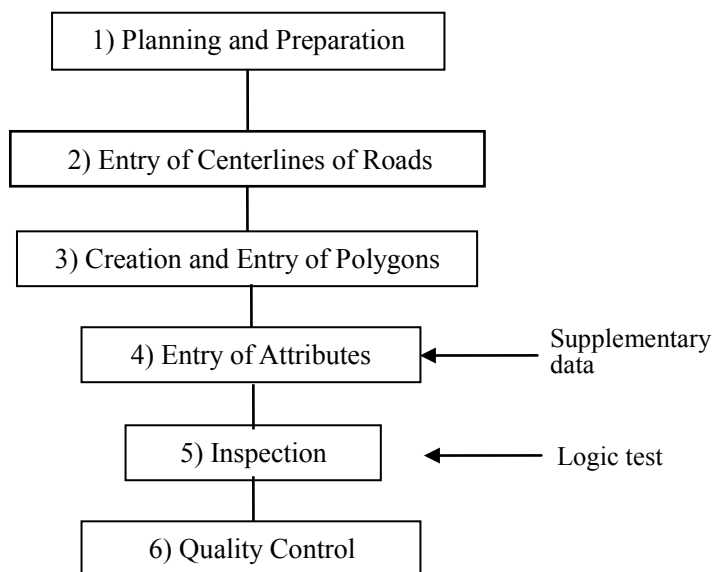 1) Planning and Preparation
2) Entry of Centerlines of Roads
3) Creation and Entry of Polygons
4) Entry of Attributes
Supplementary
data
5) Inspection
Logic test
6) Quality Control